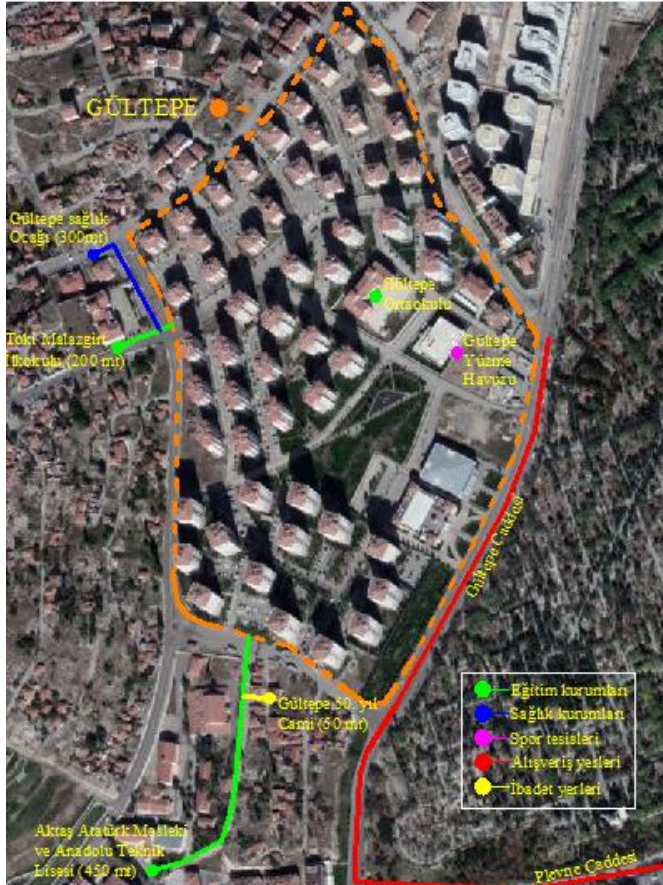 GÜLTEPE
Gültepe sağlık
Ocağı (300mt)
Toki Malazgirt
İlkokulu (200 mt)
Gültepe
Ortaokulu
Gültepe
Yüzme
Havuzu
Gültepe Caddesi
Gültepe 50. yıl
Cami (50 mt)
Eğitim kurumları
Sağlık kurumları
Spor tesisleri
Alışveriş yerleri
İbadet yerleri
Aktaş Atatürk Mesleki
ve Anadolu Teknik
Lisesi (450 mt)
Plevne Caddesi